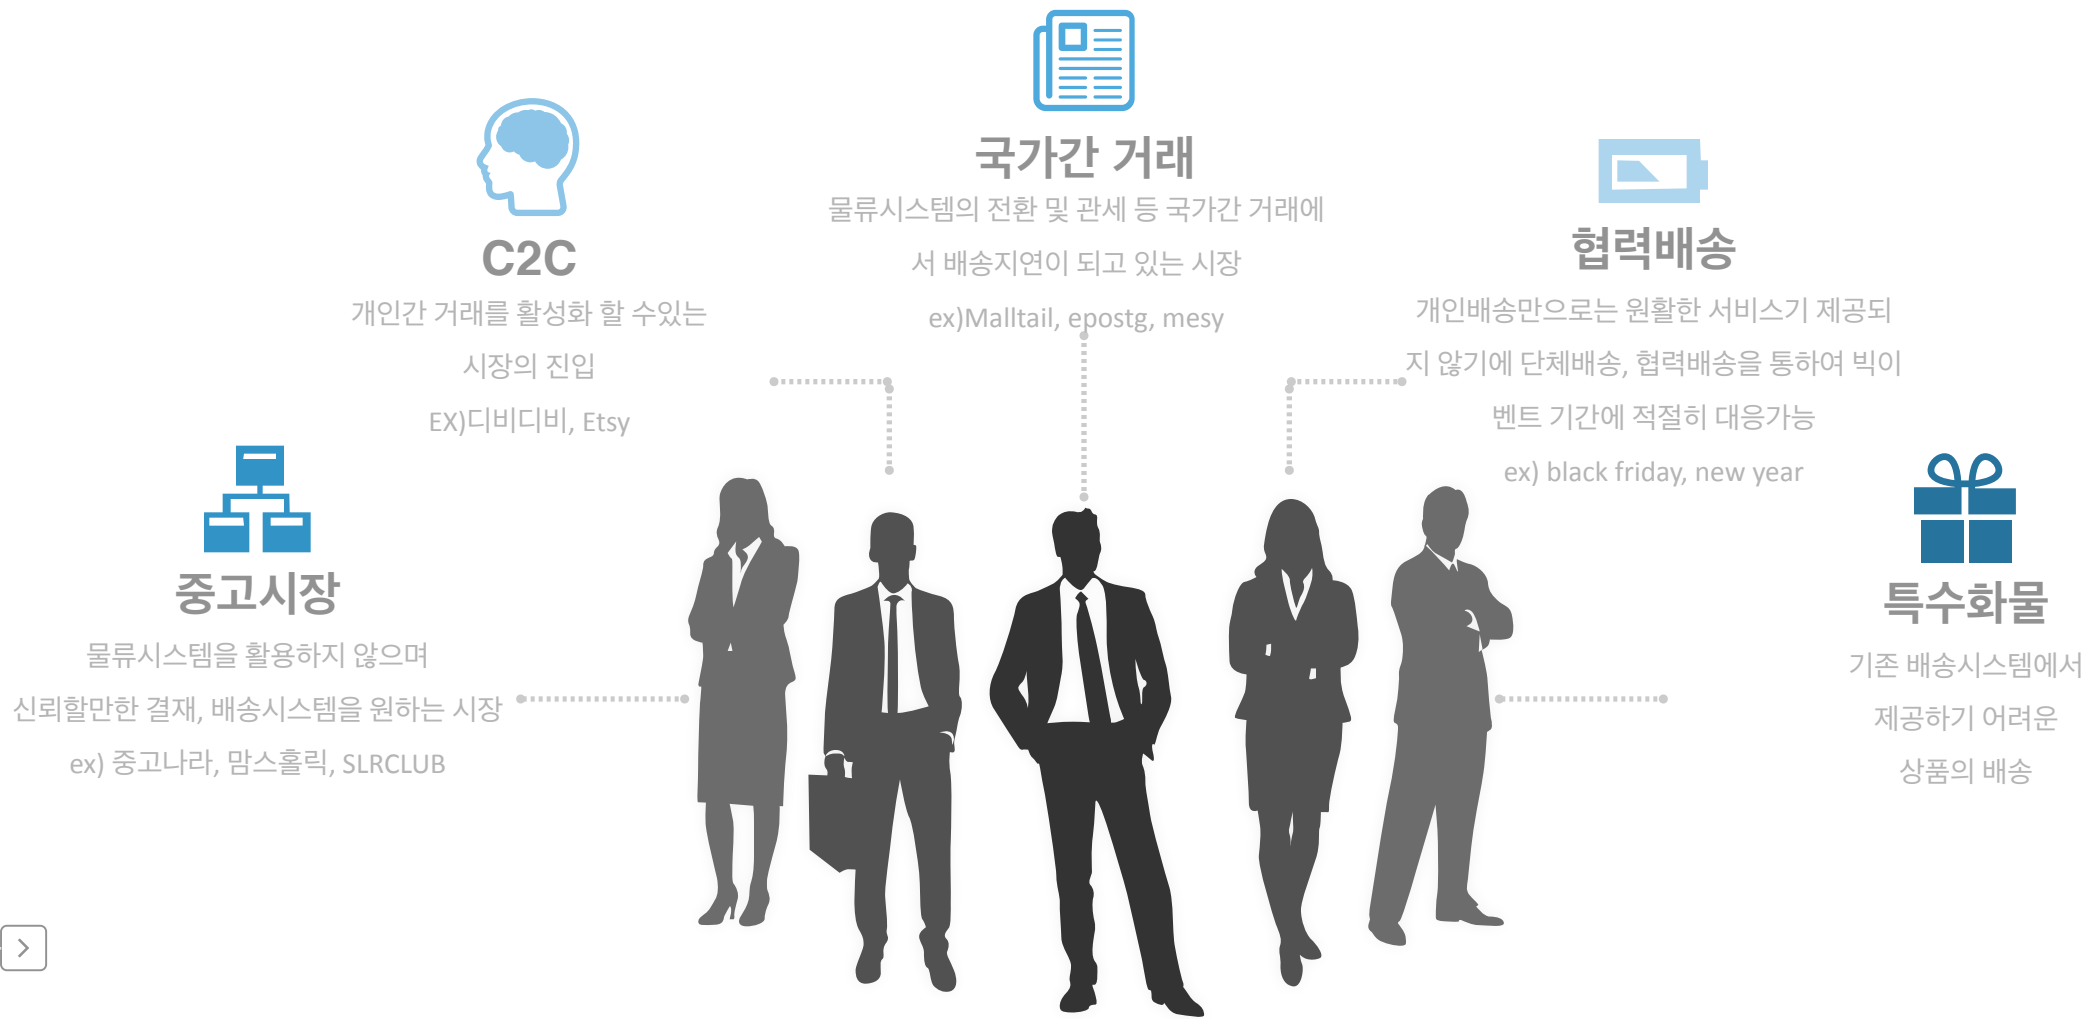 국가간 거래
물류시스템의 전환 및 관세 등 국가간 거래에
서 배송지연이 되고 있는 시장
ex)Malltail, epostg, mesy
C2C
개인간 거래를 활성화 할 수있는
시장의 진입
EX)디비디비, Etsy
협력배송
개인배송만으로는 원활한 서비스기 제공되
지 않기에 단체배송, 협력배송을 통하여 빅이
벤트 기간에 적절히 대응가능
ex) black friday, new year
중고시장
물류시스템을 활용하지 않으며
신뢰할만한 결재, 배송시스템을 원하는 시장
ex) 중고나라, 맘스홀릭, SLRCLUB
특수화물
기존 배송시스템에서
제공하기 어려운
상품의 배송